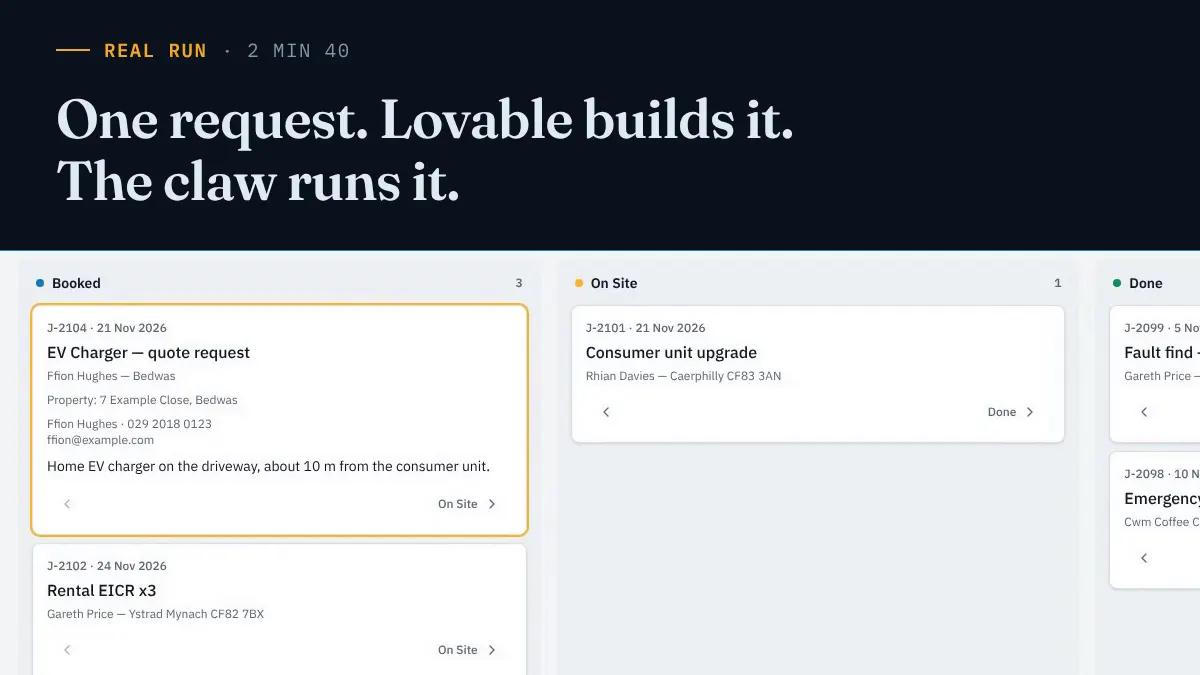 REAL RUN · 2 MIN 40
One request. Lovable builds it.
The claw runs it.
Booked 3
J-2104 · 21 Nov 2026
EV Charger — quote request
Ffion Hughes — Bedwas
Property: 7 Example Close, Bedwas
Ffion Hughes · 029 2018 0123
ffion@example.com
Home EV charger on the driveway, about 10 m from the consumer unit.
On Site
J-2102 · 24 Nov 2026
Rental EICR x3
Gareth Price — Ystrad Mynach CF82 7BX
On Site
On Site 1
J-2101 · 21 Nov 2026
Consumer unit upgrade
Rhian Davies — Caerphilly CF83 3AN
Done
Done
J-2099 · 5 No
Fault find
Gareth Price —
J-2098 · 10 N
Emergency
Cwm Coffee C